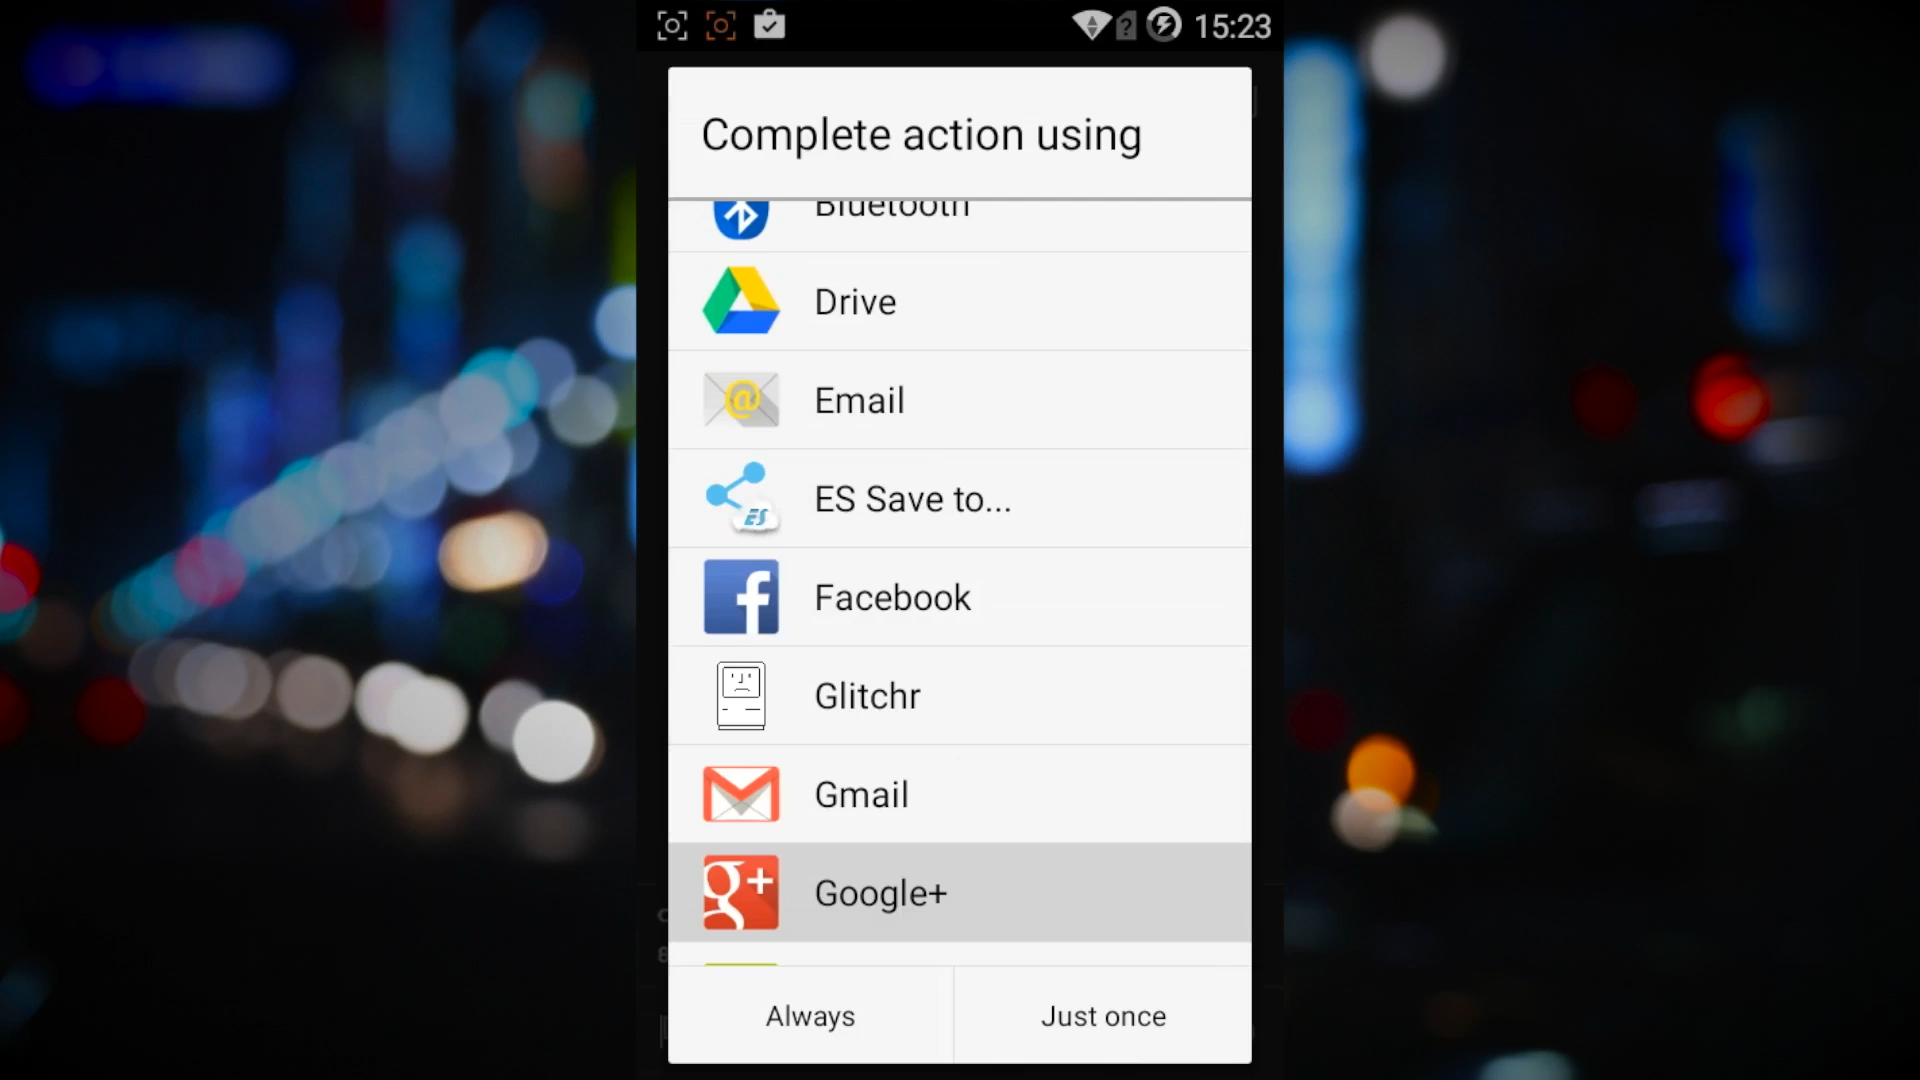 15:23
Complete action using
Bluetooth
Drive
Email
ES Save to...
Facebook
Glitchr
Gmail
Google+
Always
Just once